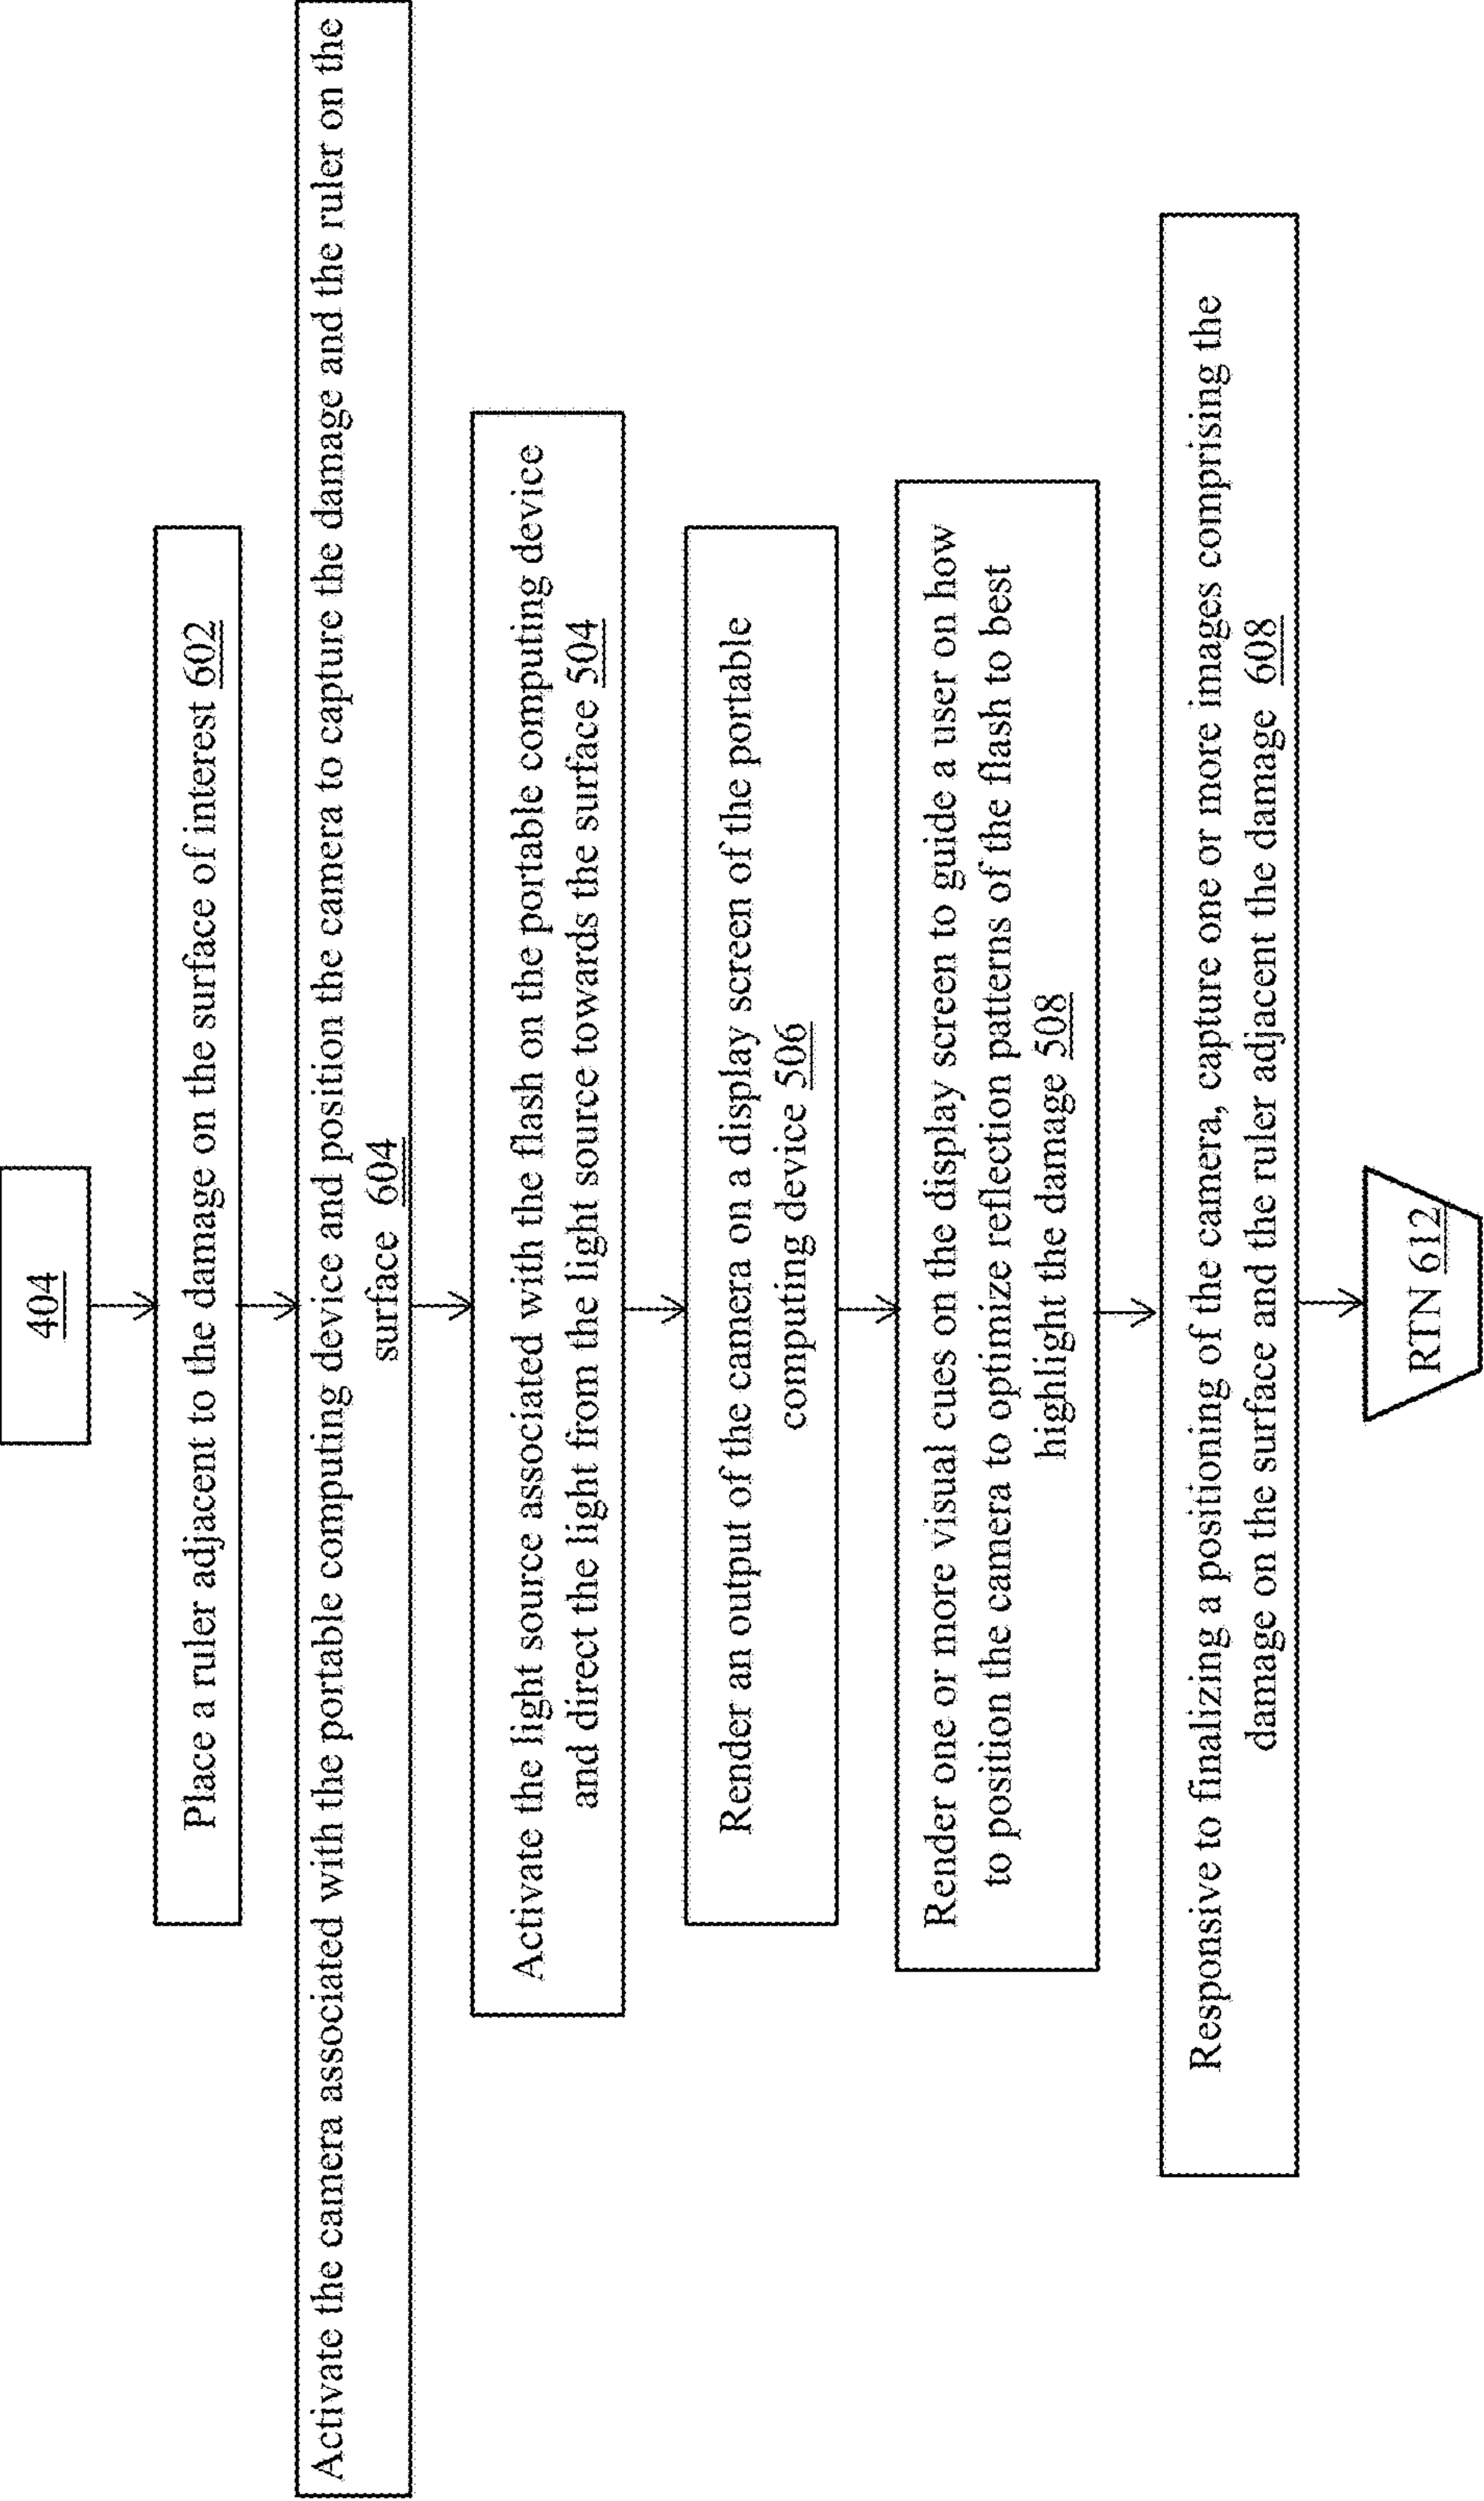 404
Place a ruler adjacent to the damage on the surface of interest 602
Activate the camera associated with the portable computing device and position the camera to capture the damage and the ruler on the
surface 604
Activate the light source associated with the flash on the portable computing device
and direct the light from the light source towards the surface 504
Render an output of the camera on a display screen of the portable
computing device 506
Render one or more visual cues on the display screen to guide a user on how
to position the camera to optimize reflection patterns of the flash to best
highlight the damage 508
Responsive to finalizing a positioning of the camera, capture one or more images comprising the
damage on the surface and the ruler adjacent the damage 608
RTN 612